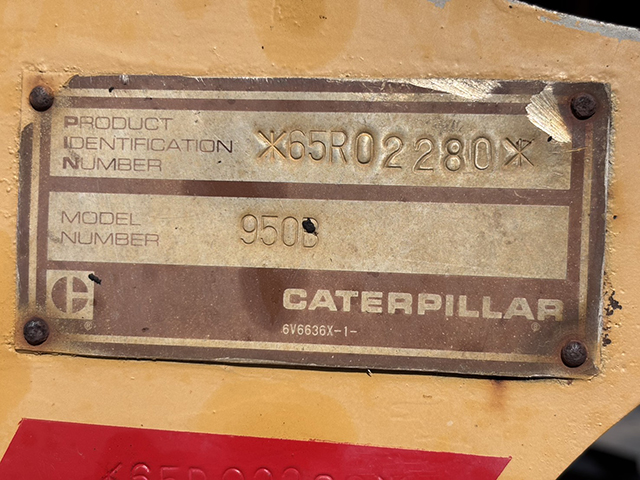 PRODUCT
IDENTIFICATION
NUMBER
*65R02280*
MODEL
NUMBER
950B
C
®
CATERPILLAR®
6V6636X-1-